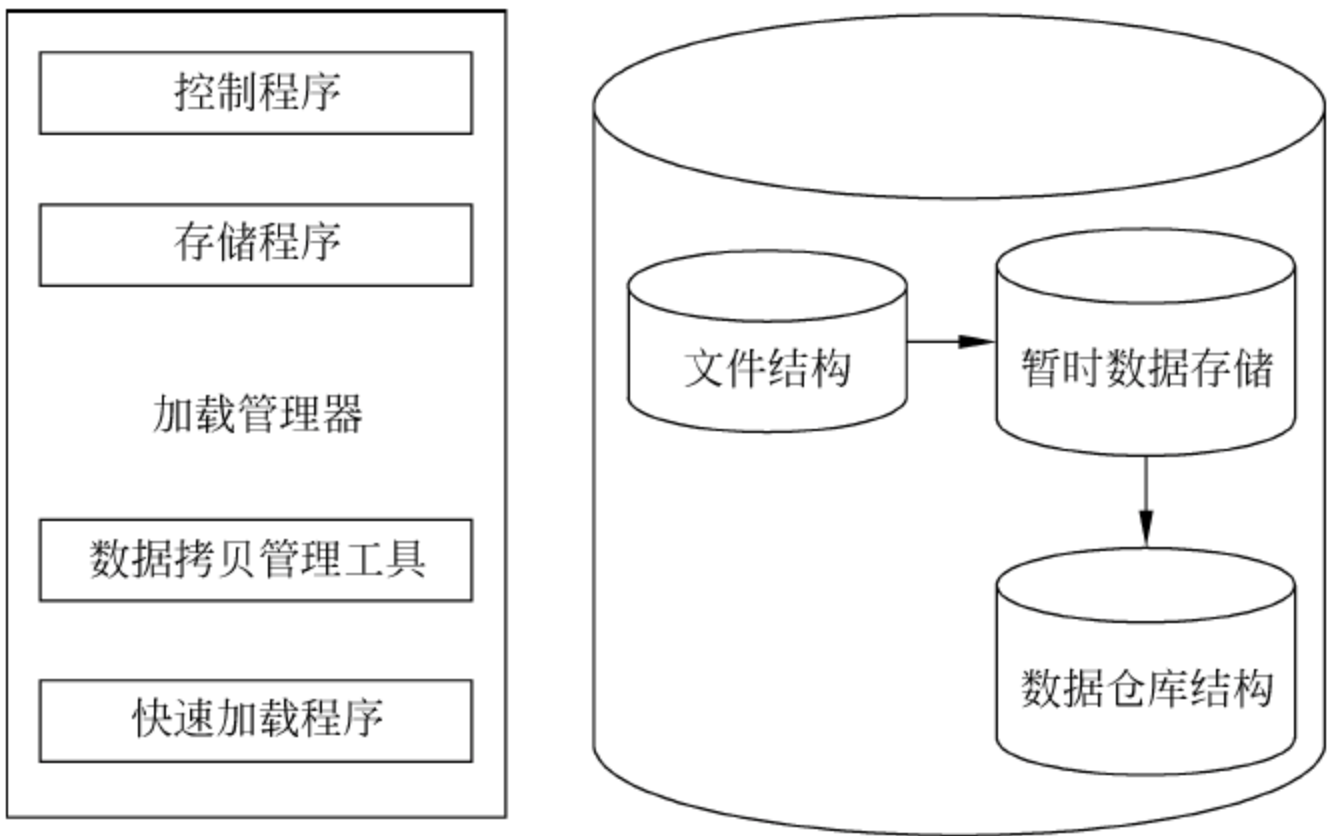 控制程序
存储程序
加载管理器
数据拷贝管理工具
快速加载程序
文件结构
暂时数据存储
数据仓库结构